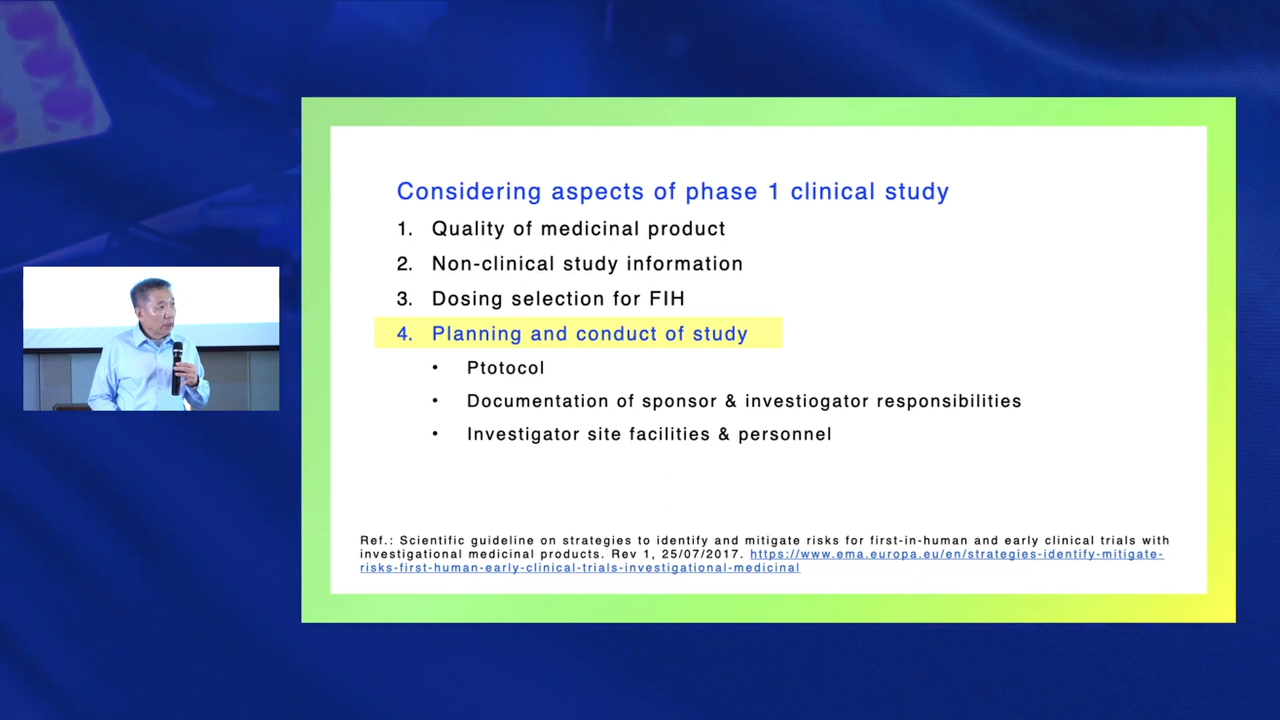 Considering aspects of phase 1 clinical study
1. Quality of medicinal product
2. Non-clinical study information
3. Dosing selection for FIH
4. Planning and conduct of study
• Ptotocol
• Documentation of sponsor & investiogator responsibilities
• Investigator site facilities & personnel
Ref.: Scientific guideline on strategies to identify and mitigate risks for first-in-human and early clinical trials with
investigational medicinal products. Rev 1, 25/07/2017. https://www.ema.europa.eu/en/strategies-identify-mitigate-
risks-first-human-early-clinical-trials-investigational-medicinal